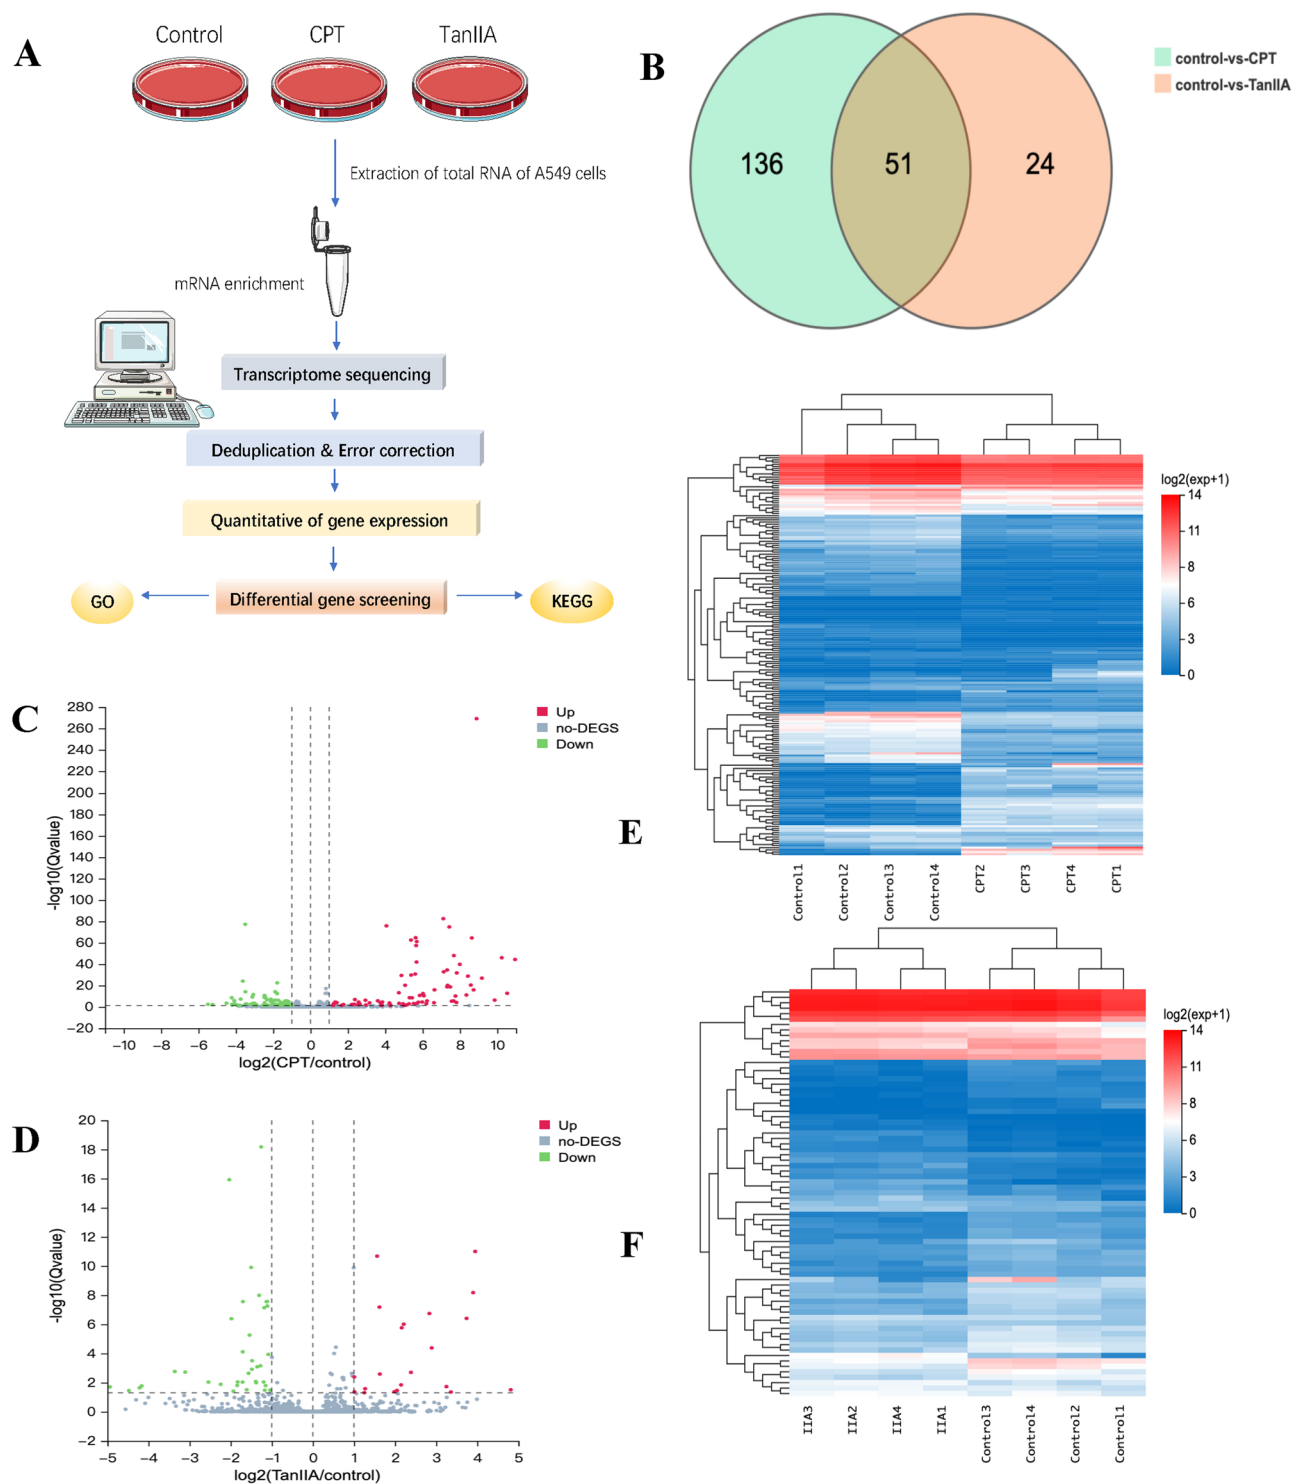 A
Control CPT TanIIA
Extraction of total RNA of A549 cells
mRNA enrichment
Transcriptome sequencing
Deduplication & Error correction
Quantitative of gene expression
GO
Differential gene screening
KEGG
B
136
51
24
control-vs-CPT
control-vs-TanIIA
C
-log10(Qvalue)
280
260
240
220
200
180
160
140
120
100
80
60
40
20
0
−20
−10 −8 −6 −4 −2 0 2 4 6 8 10
log2(CPT/control)
Up
no-DEGS
Down
D
-log10(Qvalue)
20
18
16
14
12
10
8
6
4
2
0
−2
−5 −4 −3 −2 −1 0 1 2 3 4 5
log2(TanIIA/control)
Up
no-DEGS
Down
E
log2(exp+1)
14
11
8
6
3
0
Control1 Control2 Control3 Control4 CPT2 CPT3 CPT4 CPT1
F
log2(exp+1)
14
11
8
6
3
0
IIA3 IIA2 IIA4 IIA1 Control3 Control4 Control2 Control1